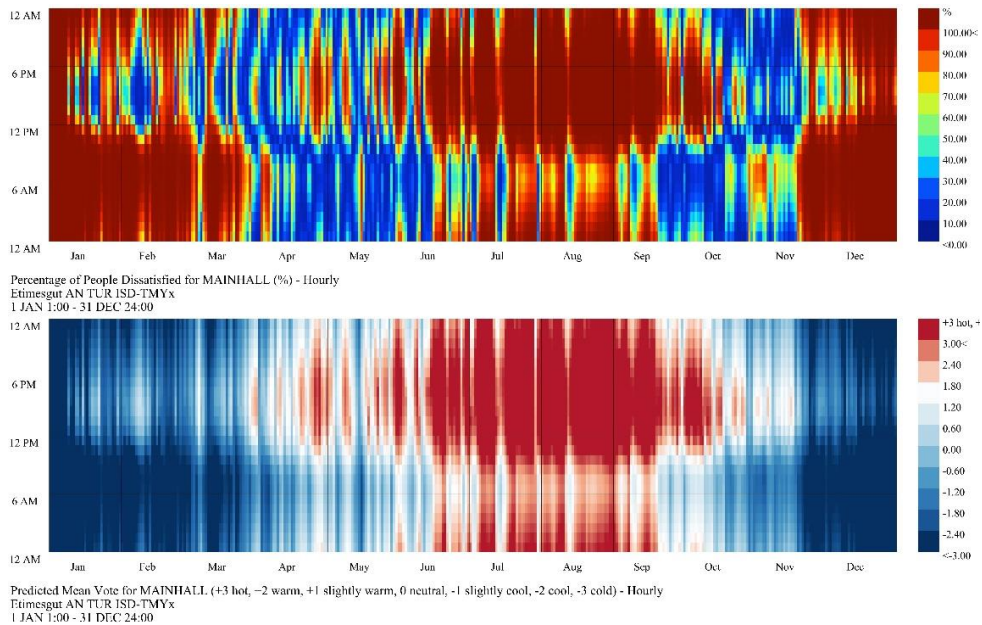 12 AM
6 PM
12 PM
6 AM
12 AM
Jan Feb Mar Apr May Jun Jul Aug Sep Oct Nov Dec
%
100.00<
90.00
80.00
70.00
60.00
50.00
40.00
30.00
20.00
10.00
<0.00
Percentage of People Dissatisfied for MAINHALL (%) - Hourly
Etimesgut AN TUR ISD-TMYx
1 JAN 1:00 - 31 DEC 24:00
12 AM
6 PM
12 PM
6 AM
12 AM
Jan Feb Mar Apr May Jun Jul Aug Sep Oct Nov Dec
+3 hot, +
3.00<
2.40
1.80
1.20
0.00
-0.60
-1.20
-1.80
-2.40
<-3.00
Predicted Mean Vote for MAINHALL (+3 hot, +2 warm, +1 slightly warm, 0 neutral, -1 slightly cool, -2 cool, -3 cold) - Hourly
Etimesgut AN TUR ISD-TMYx
1 JAN 1:00 - 31 DEC 24:00